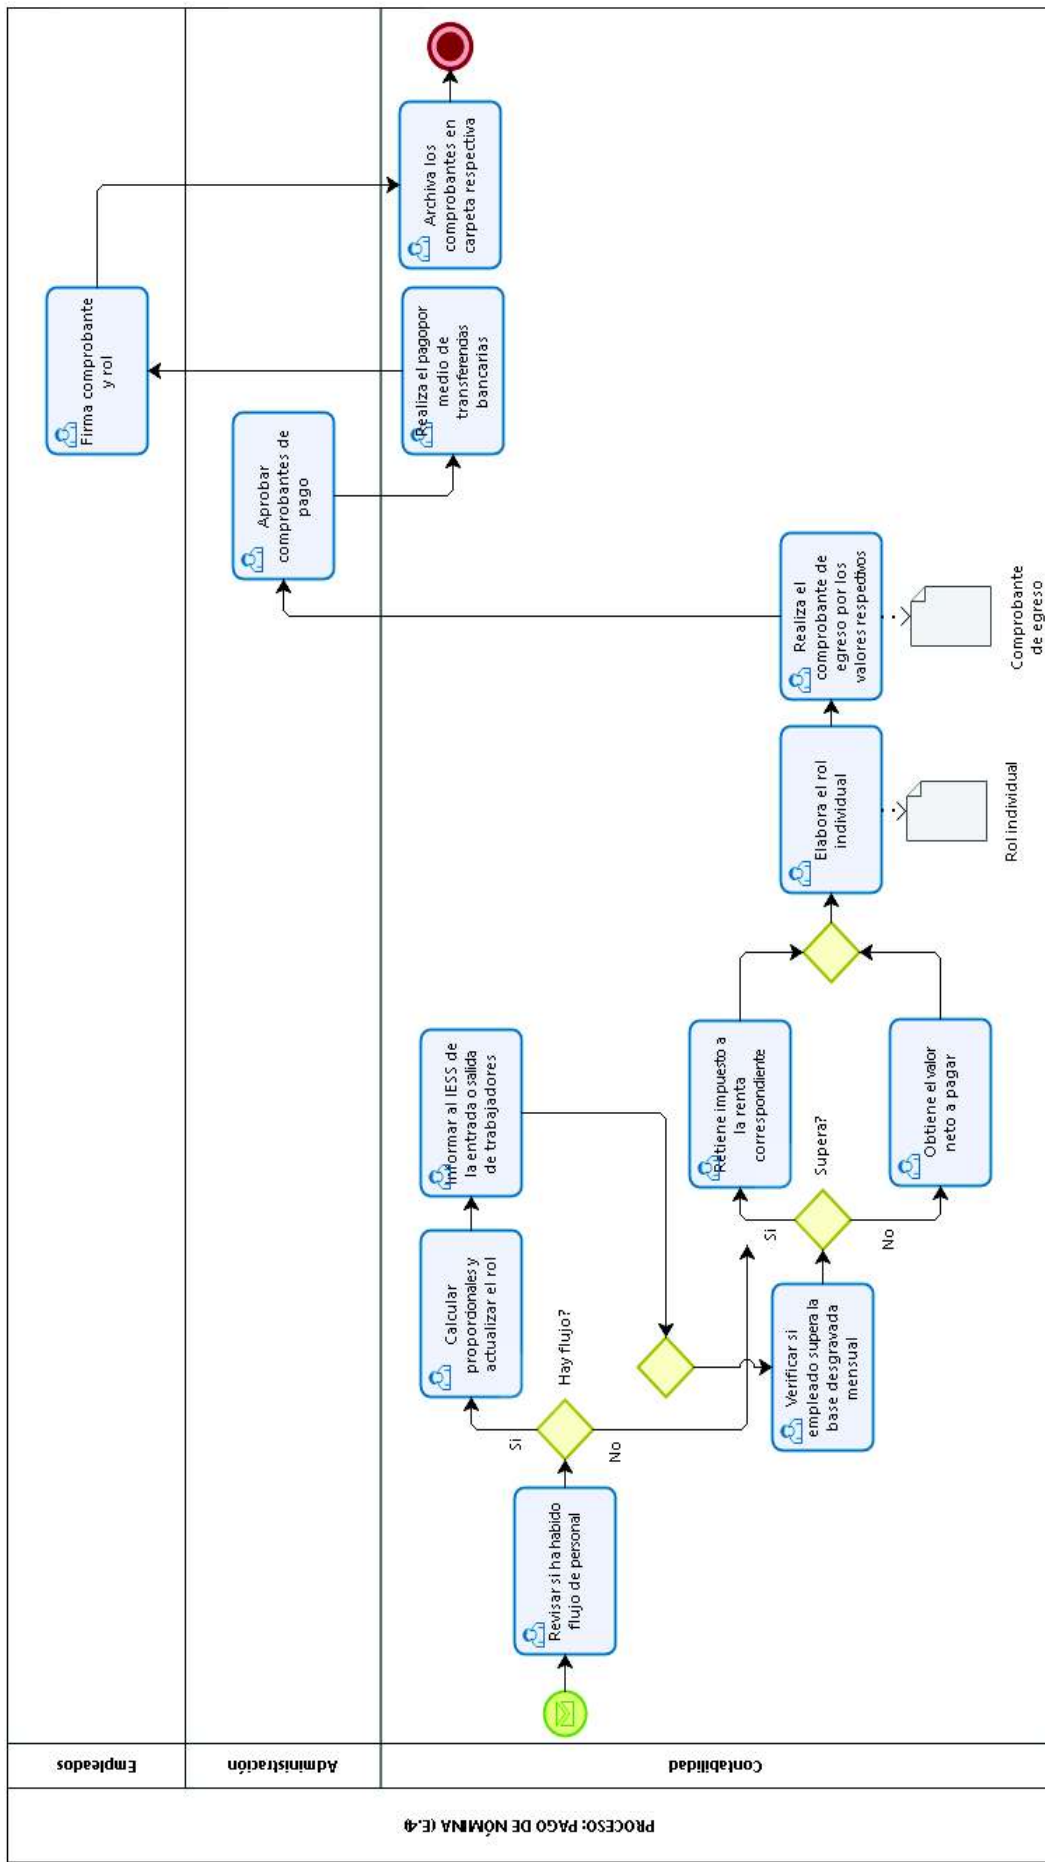 PROCESO: PAGO DE NÓMINA (E.4)
Empleados
Administración
Contabilidad
Revisar si ha habido
flujo de personal
Hay flujo?
Si
No
Calcular
proporcionales y
actualizar el rol
Informar al IESS de
la entrada o salida
de trabajadores
Verificar si
empleado supera la
base desgravada
mensual
Supera?
Si
No
Retiene impuesto a
la renta
correspondiente
Obtiene el valor
neto a pagar
Elabora el rol
individual
Rol individual
Realiza el
comprobante de
egreso por los
valores respectivos
Comprobante
de egreso
Aprobar
comprobantes de
pago
Realiza el pagopor
medio de
transferencias
bancarias
Firma comprobante
y rol
Archiva los
comprobantes en
carpeta respectiva